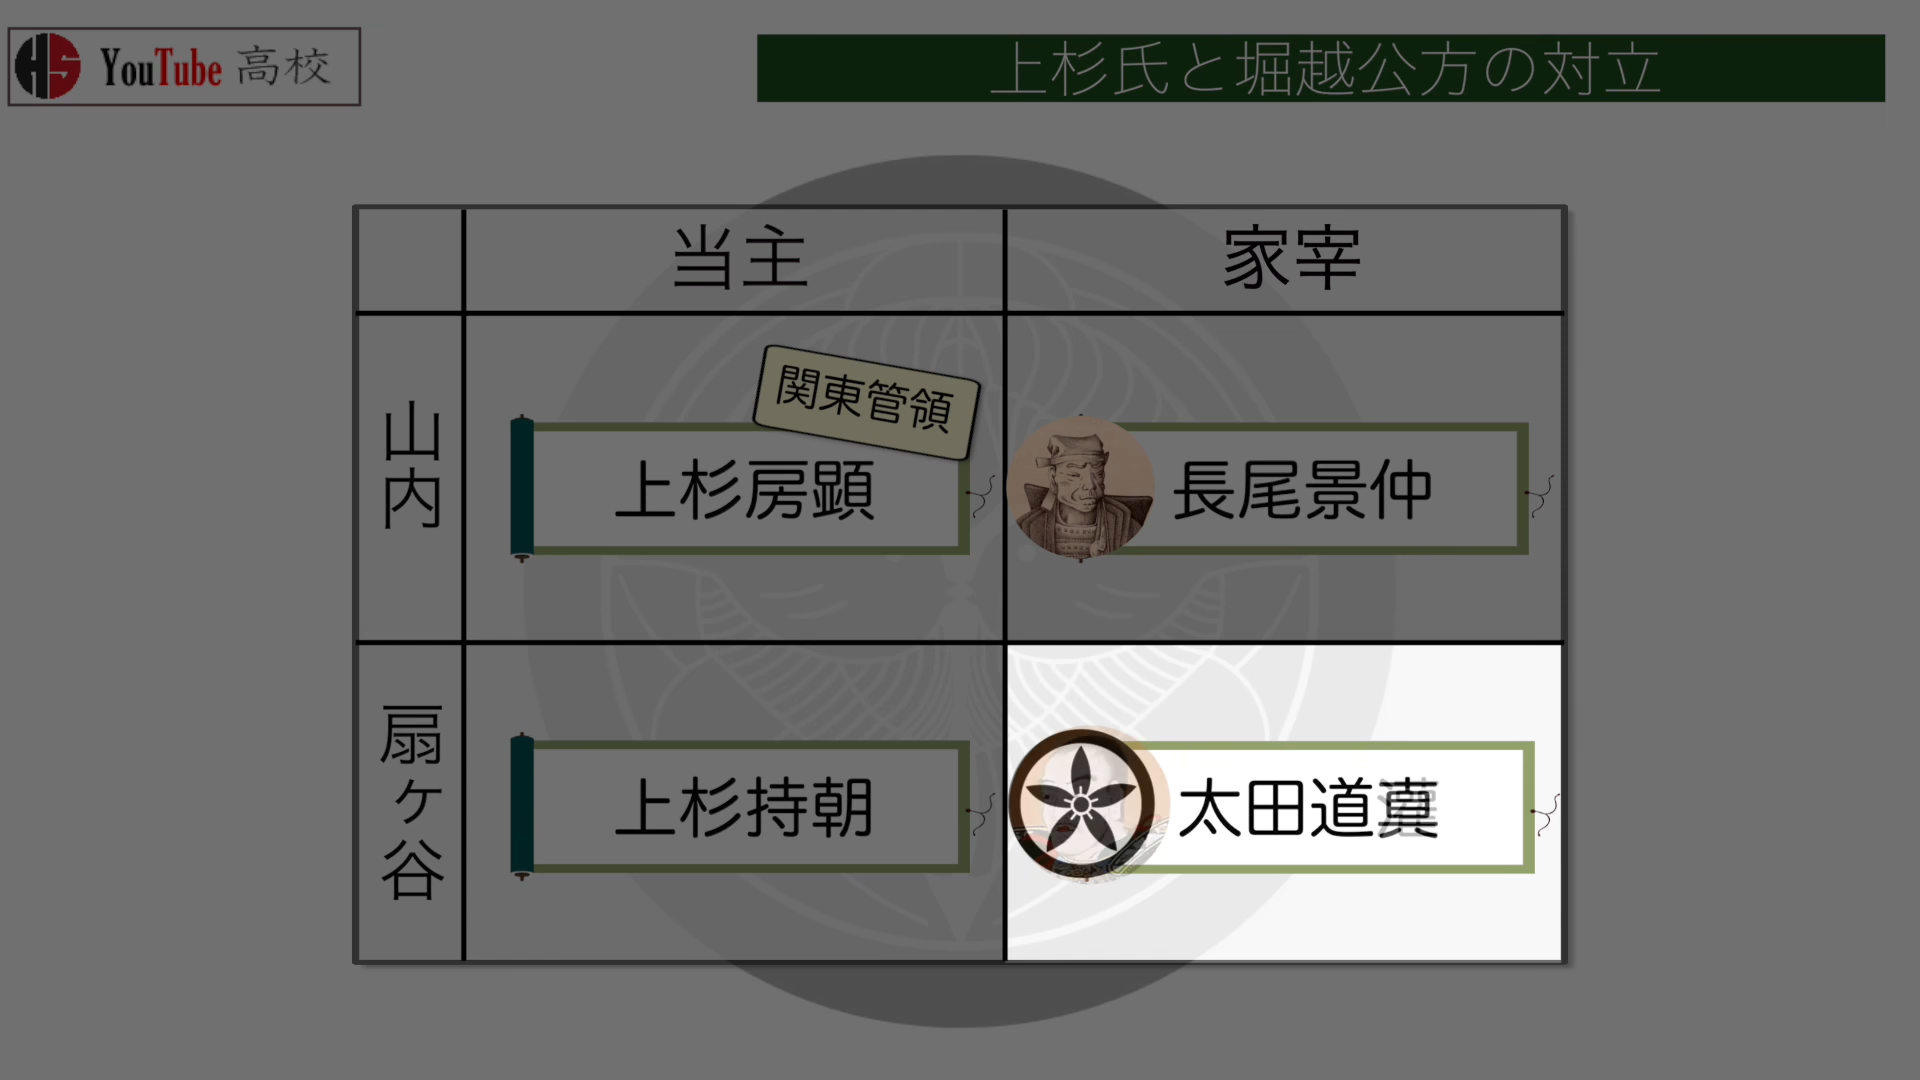 HS YouTube 高校
上杉氏と堀越公方の対立
当主
家宰
山内
関東管領
上杉房顕
長尾景仲
扇ヶ谷
上杉持朝
太田道真